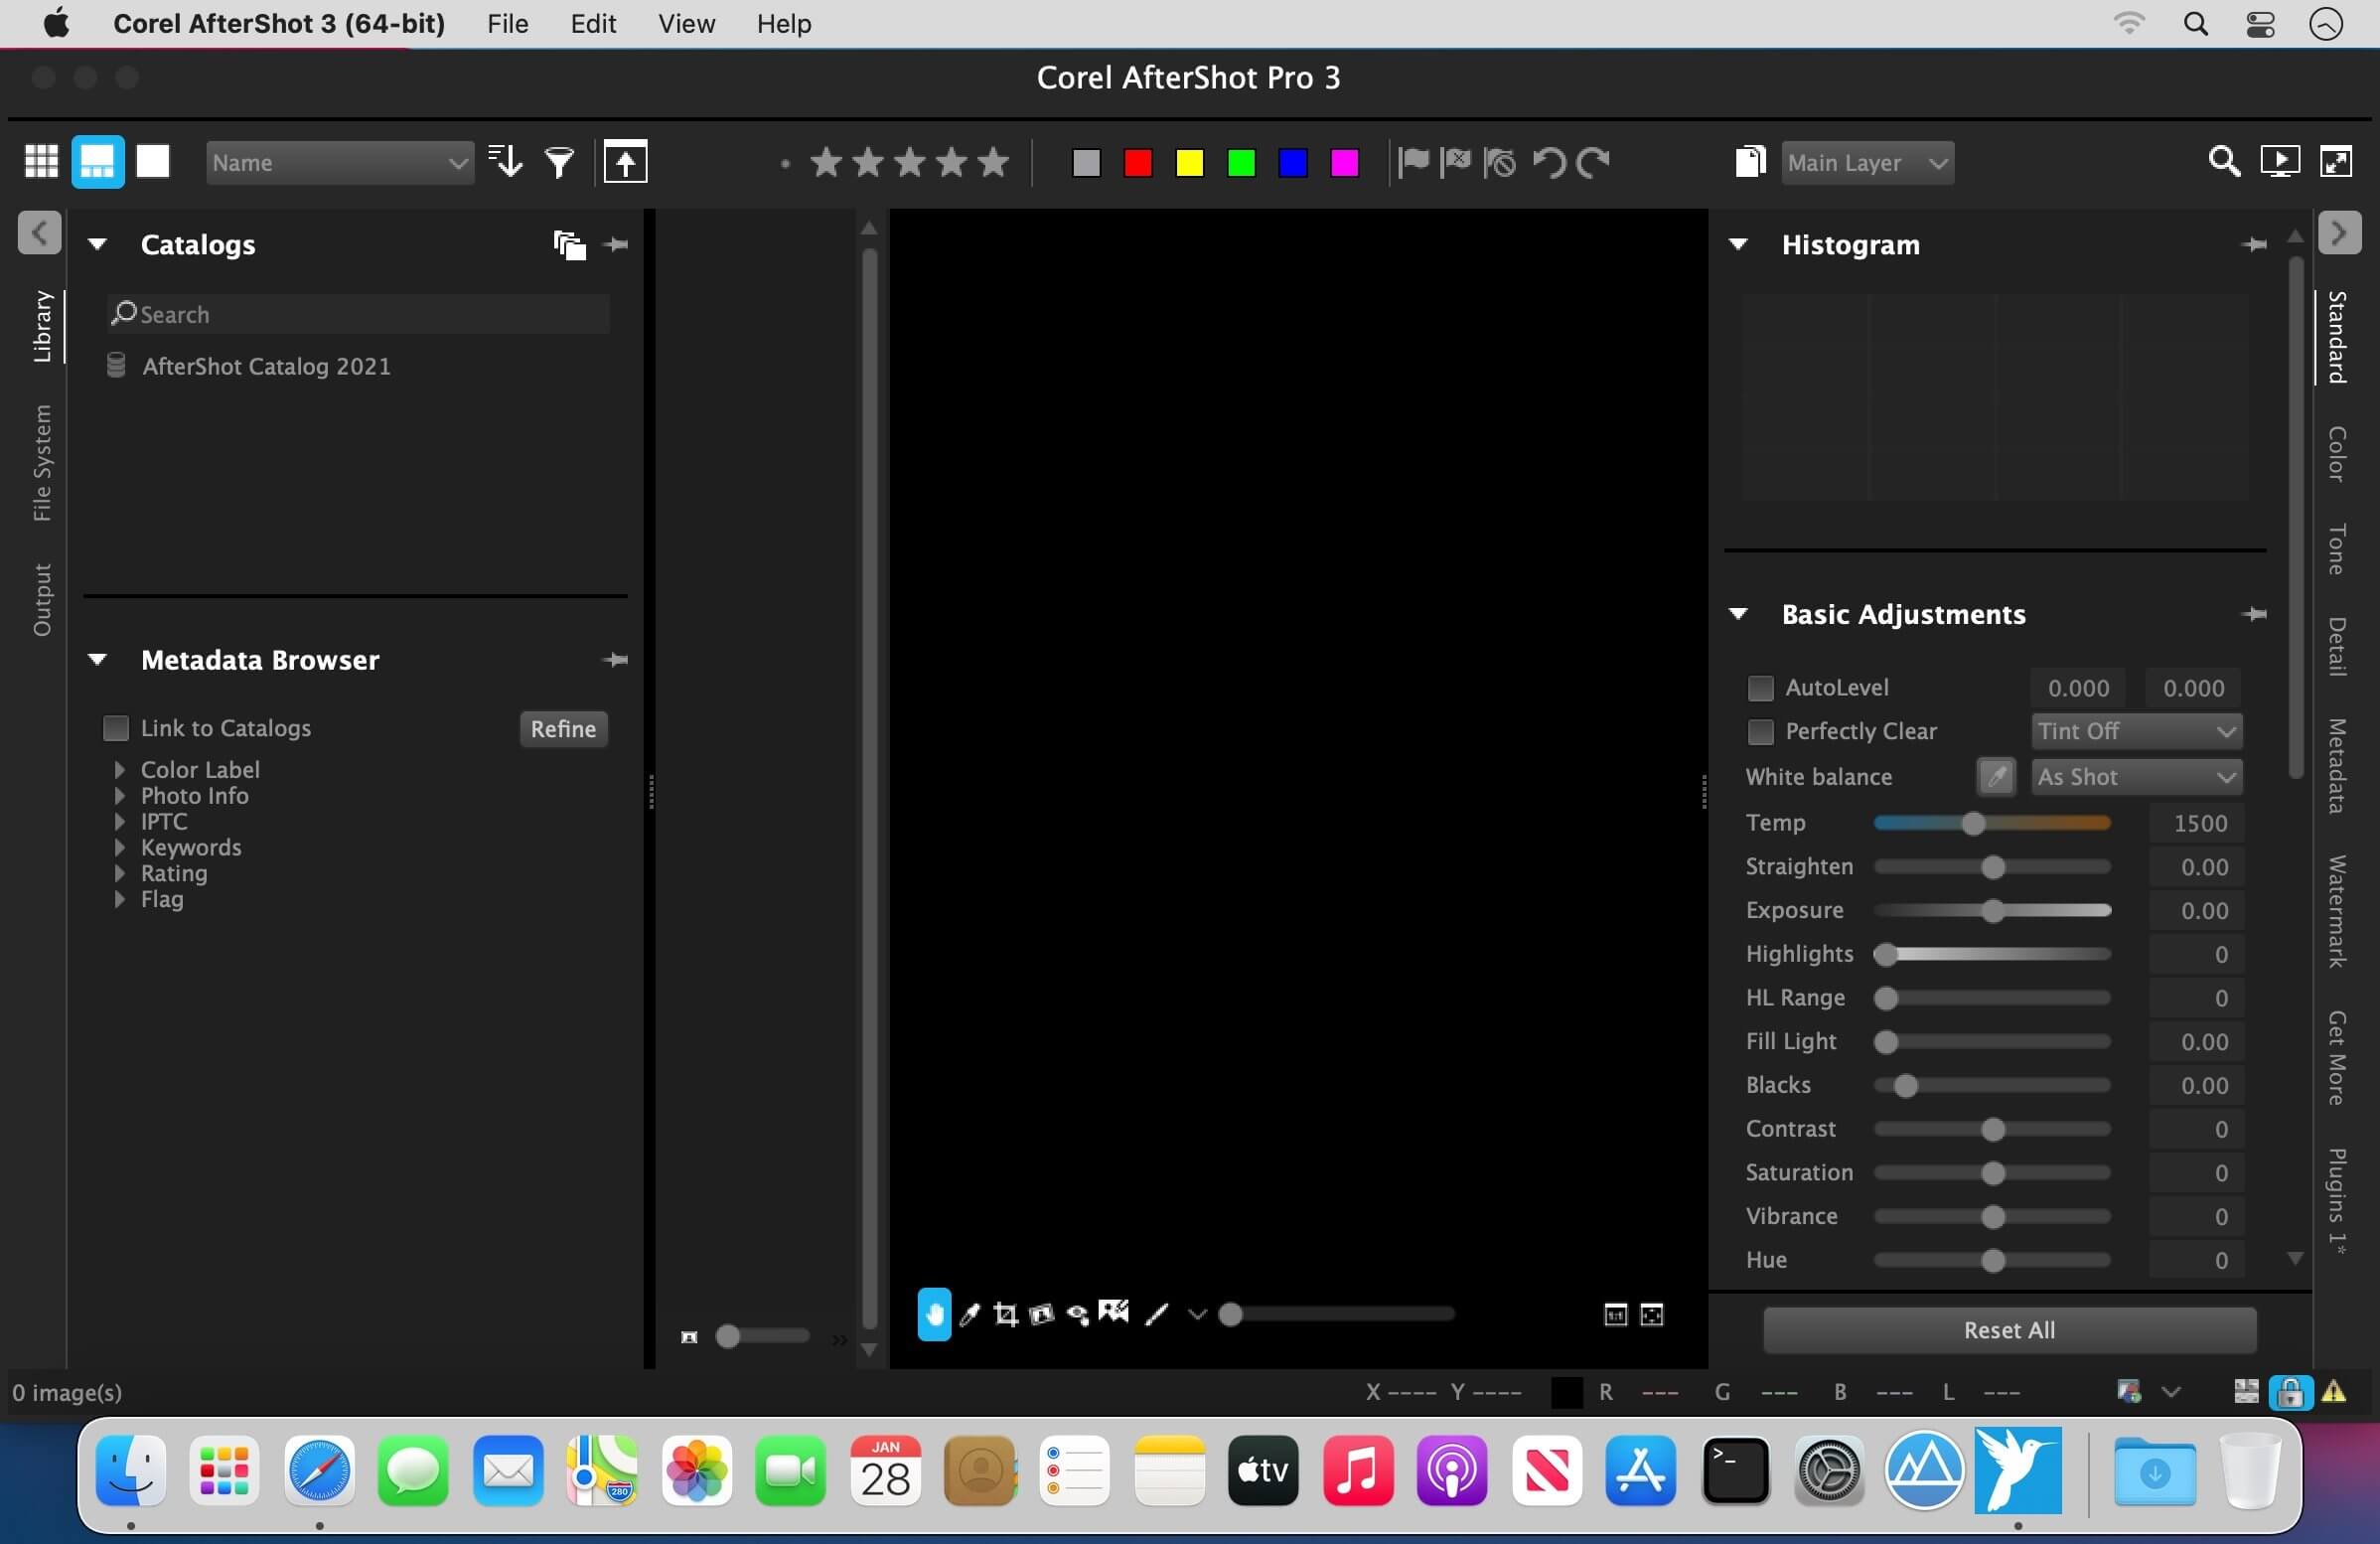 Corel AfterShot 3 (64-bit) File Edit View Help
Corel AfterShot Pro 3
Name
Main Layer
Catalogs
Search
AfterShot Catalog 2021
Library
File System
Output
Metadata Browser
Link to Catalogs
Refine
Color Label
Photo Info
IPTC
Keywords
Rating
Flag
Histogram
Basic Adjustments
AutoLevel 0.000 0.000
Perfectly Clear Tint Off
White balance As Shot
Temp 1500
Straighten 0.00
Exposure 0.00
Highlights 0
HL Range 0
Fill Light 0.00
Blacks 0.00
Contrast 0
Saturation 0
Vibrance 0
Hue 0
Reset All
Standard
Color
Tone
Detail
Metadata
Watermark
Get More
Plugins 1*
0 image(s)
X ---- Y ---- R --- G --- B --- L ---
280
JAN
28
tv
>_